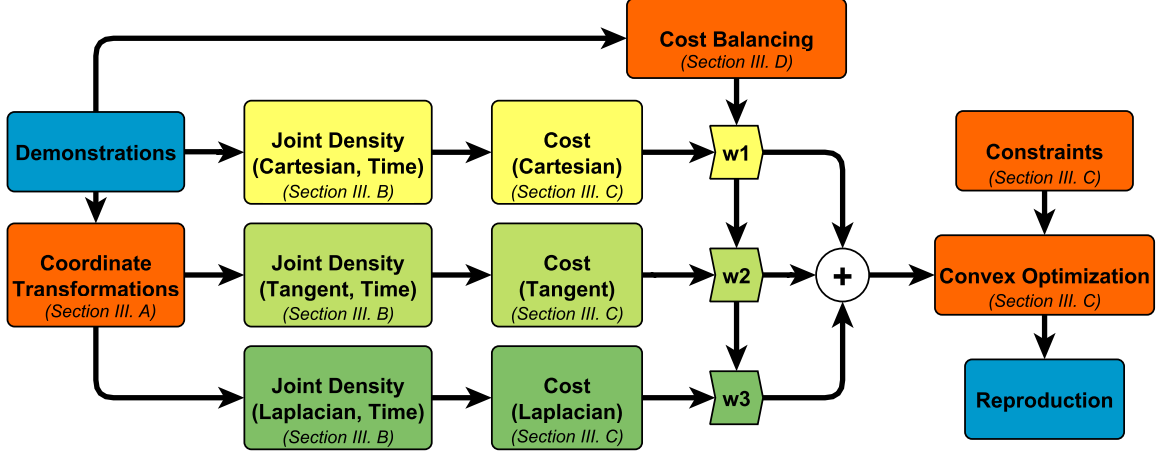 Cost Balancing
(Section III. D)
Demonstrations
Joint Density
(Cartesian, Time)
(Section III. B)
Cost
(Cartesian)
(Section III. C)
w1
Constraints
(Section III. C)
Coordinate
Transformations
(Section III. A)
Joint Density
(Tangent, Time)
(Section III. B)
Cost
(Tangent)
(Section III. C)
w2
+
Convex Optimization
(Section III. C)
Joint Density
(Laplacian, Time)
(Section III. B)
Cost
(Laplacian)
(Section III. C)
w3
Reproduction